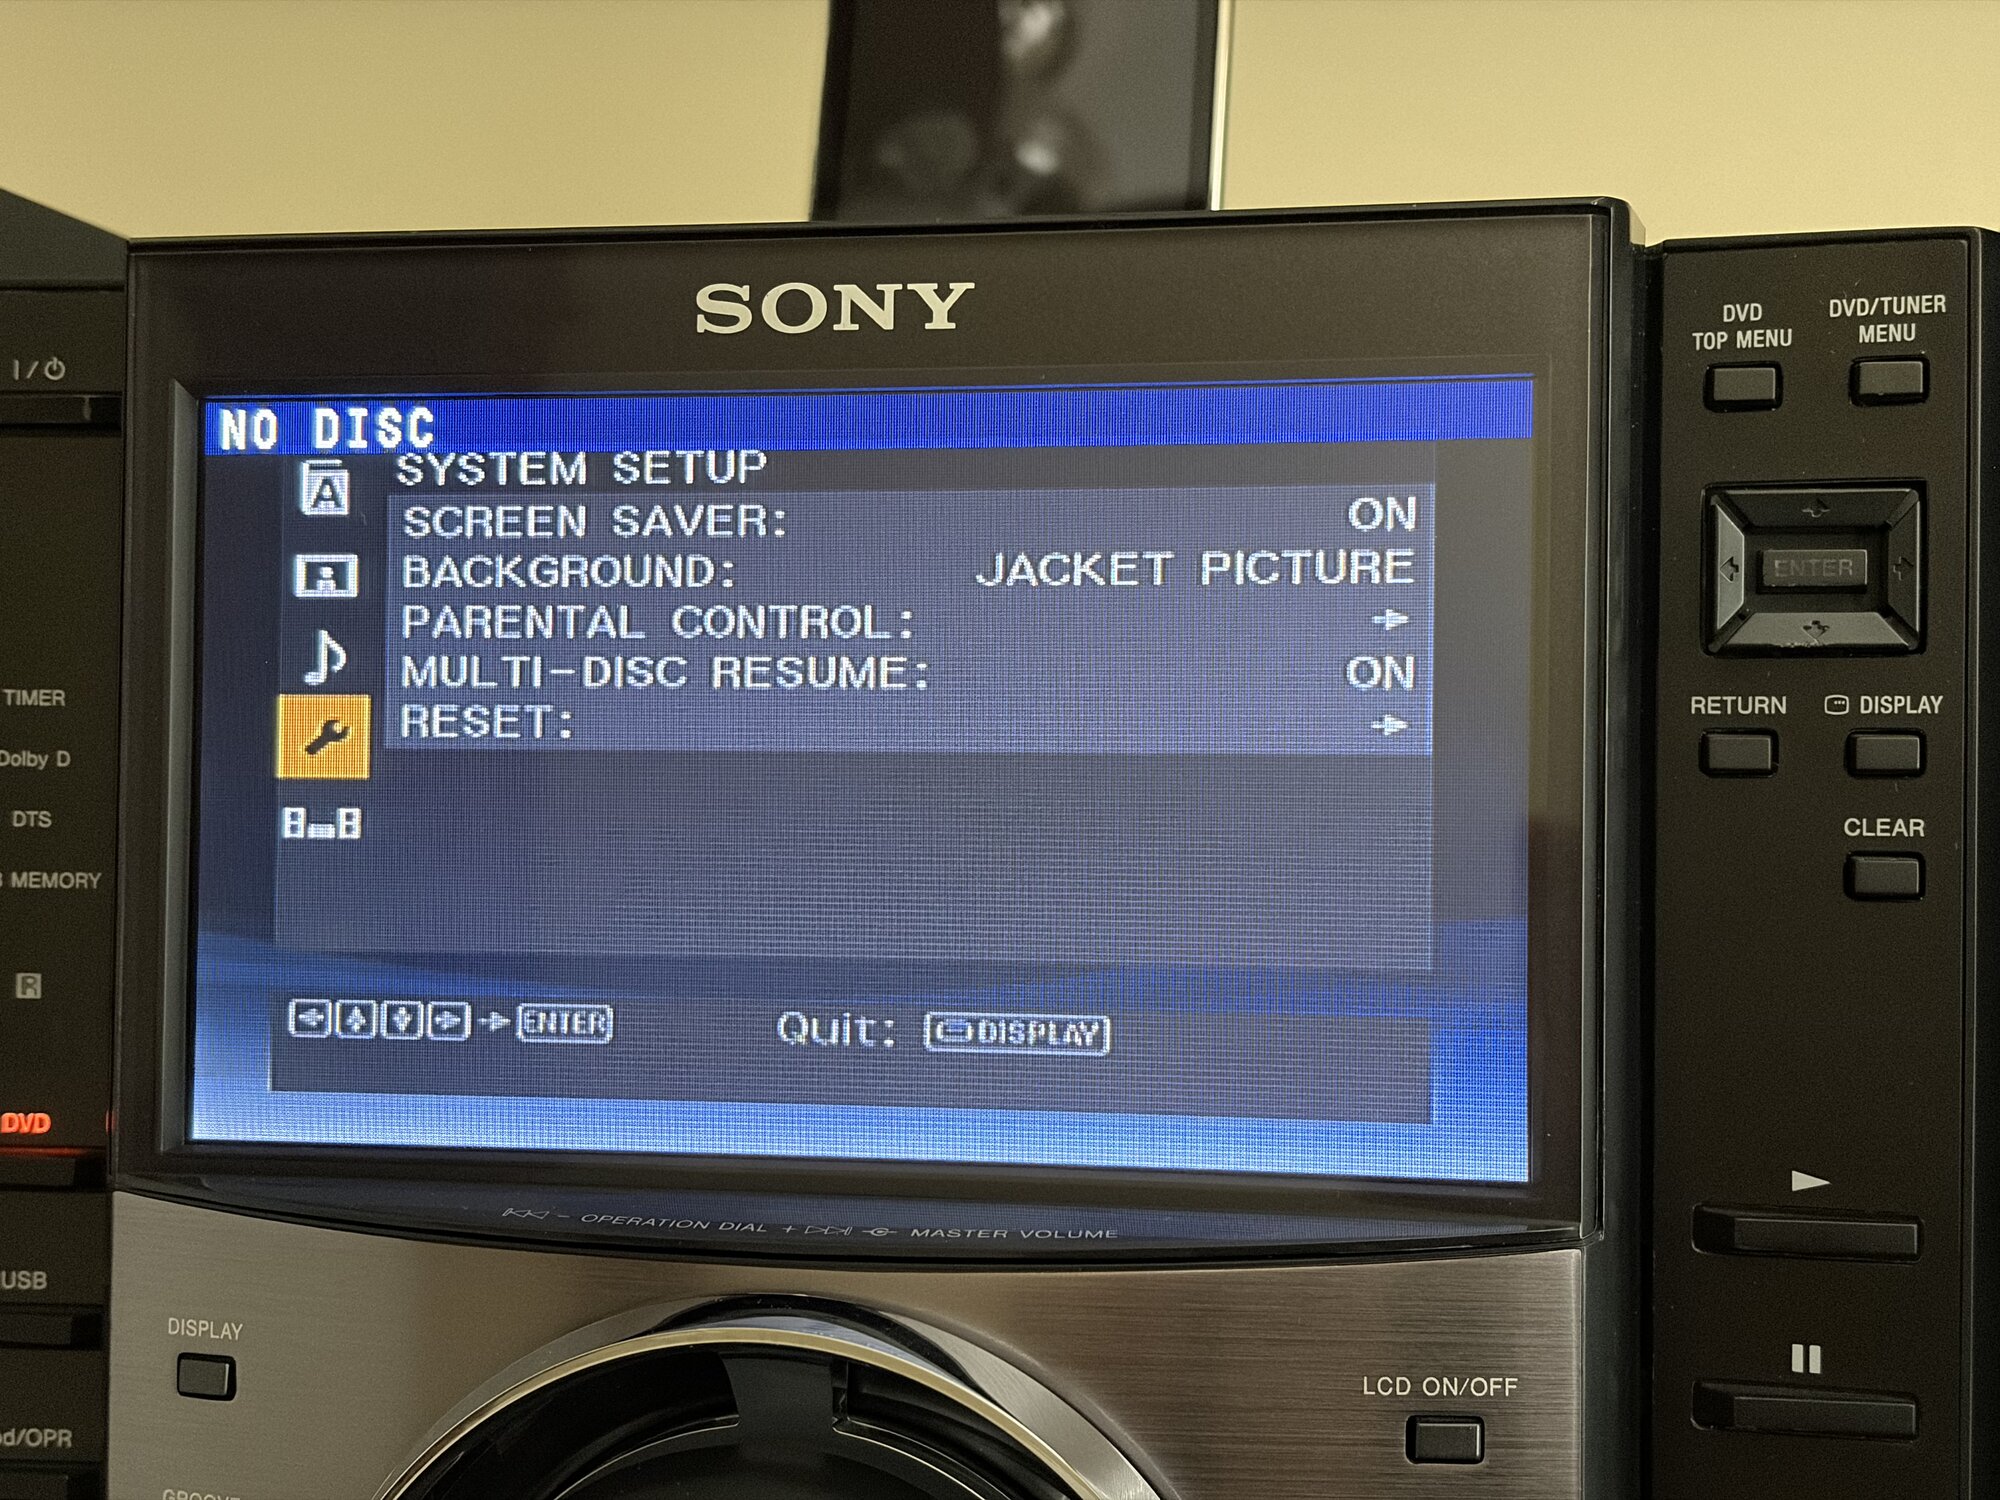 SONY
DVD
TOP MENU
DVD/TUNER
MENU
I/⏻
NO DISC
SYSTEM SETUP
SCREEN SAVER: ON
BACKGROUND: JACKET PICTURE
PARENTAL CONTROL:
MULTI-DISC RESUME: ON
RESET:
ENTER
Quit: DISPLAY
ENTER
RETURN
DISPLAY
CLEAR
TIMER
Dolby D
DTS
MEMORY
R
DVD
USB
− OPERATION DIAL +
MASTER VOLUME
DISPLAY
LCD ON/OFF
d/OPR